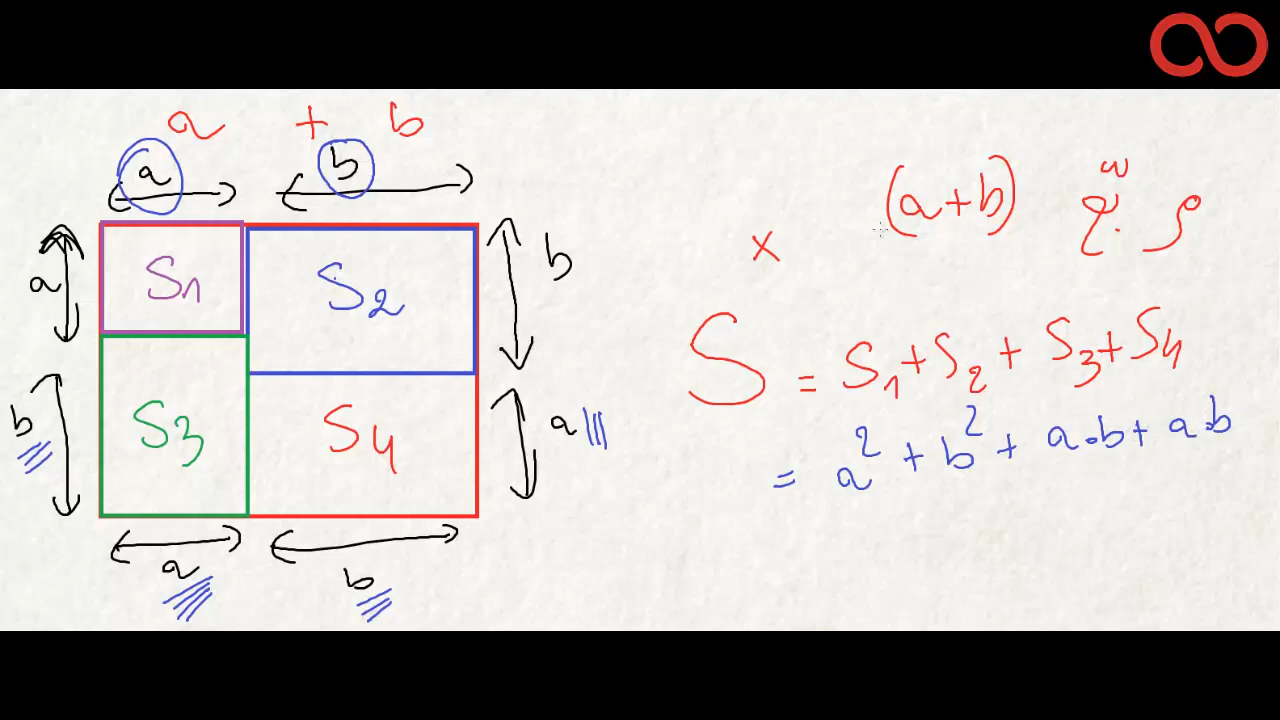 a + b
a b
a S1 S2 b
b S3 S4 a
a b
x (a+b)
S = S1 + S2 + S3 + S4
= a² + b² + a.b + a.b